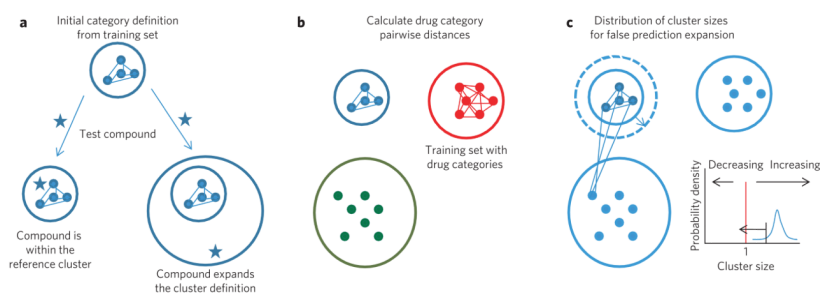 a
Initial category definition
from training set
Test compound
Compound is
within the
reference cluster
Compound expands
the cluster definition
b
Calculate drug category
pairwise distances
Training set with
drug categories
c
Distribution of cluster sizes
for false prediction expansion
Decreasing Increasing
Probability density
1
Cluster size